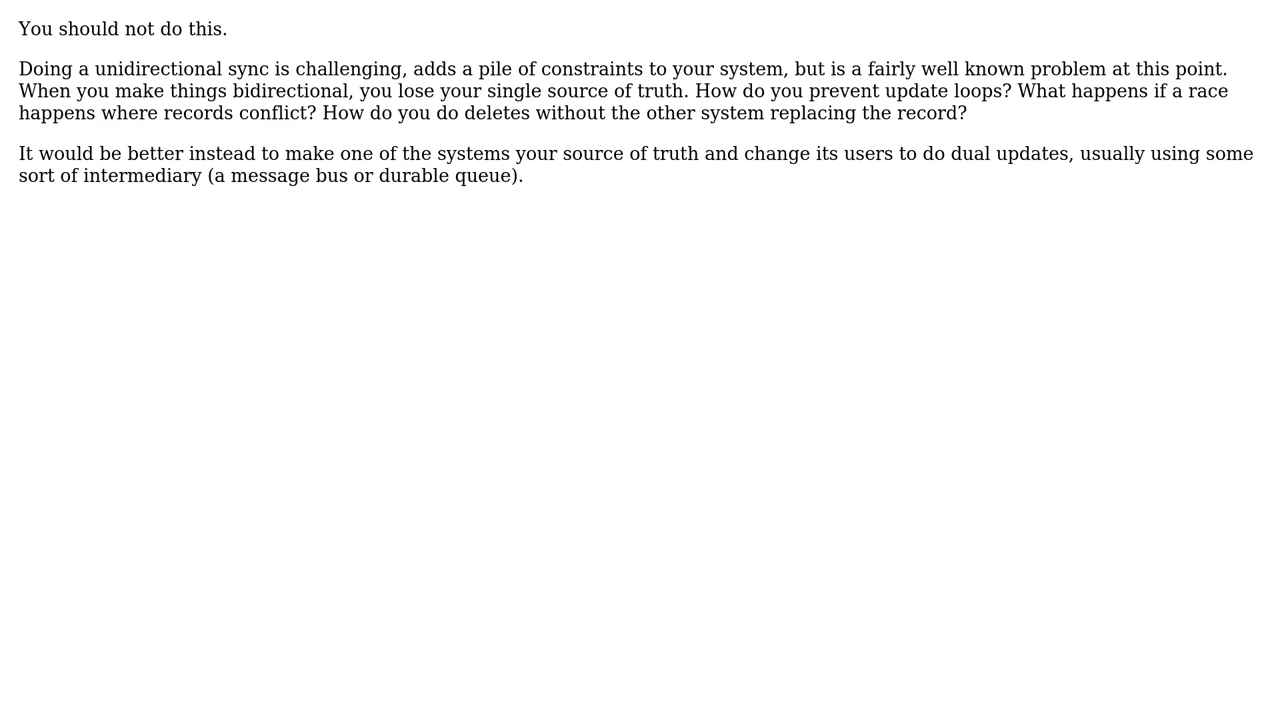 You should not do this.
Doing a unidirectional sync is challenging, adds a pile of constraints to your system, but is a fairly well known problem at this point.
When you make things bidirectional, you lose your single source of truth. How do you prevent update loops? What happens if a race
happens where records conflict? How do you do deletes without the other system replacing the record?
It would be better instead to make one of the systems your source of truth and change its users to do dual updates, usually using some
sort of intermediary (a message bus or durable queue).